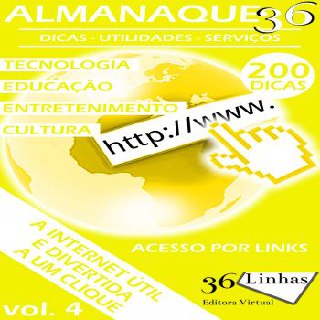 ALMANAQUE 36
DICAS - UTILIDADES - SERVIÇOS
TECNOLOGIA
EDUCAÇÃO
ENTRETENIMENTO
CULTURA
200
DICAS
http://www.
A INTERNET ÚTIL
E DIVERTIDA
A UM CLIQUE
ACESSO POR LINKS
36 Linhas
Editora Virtual
vol. 4